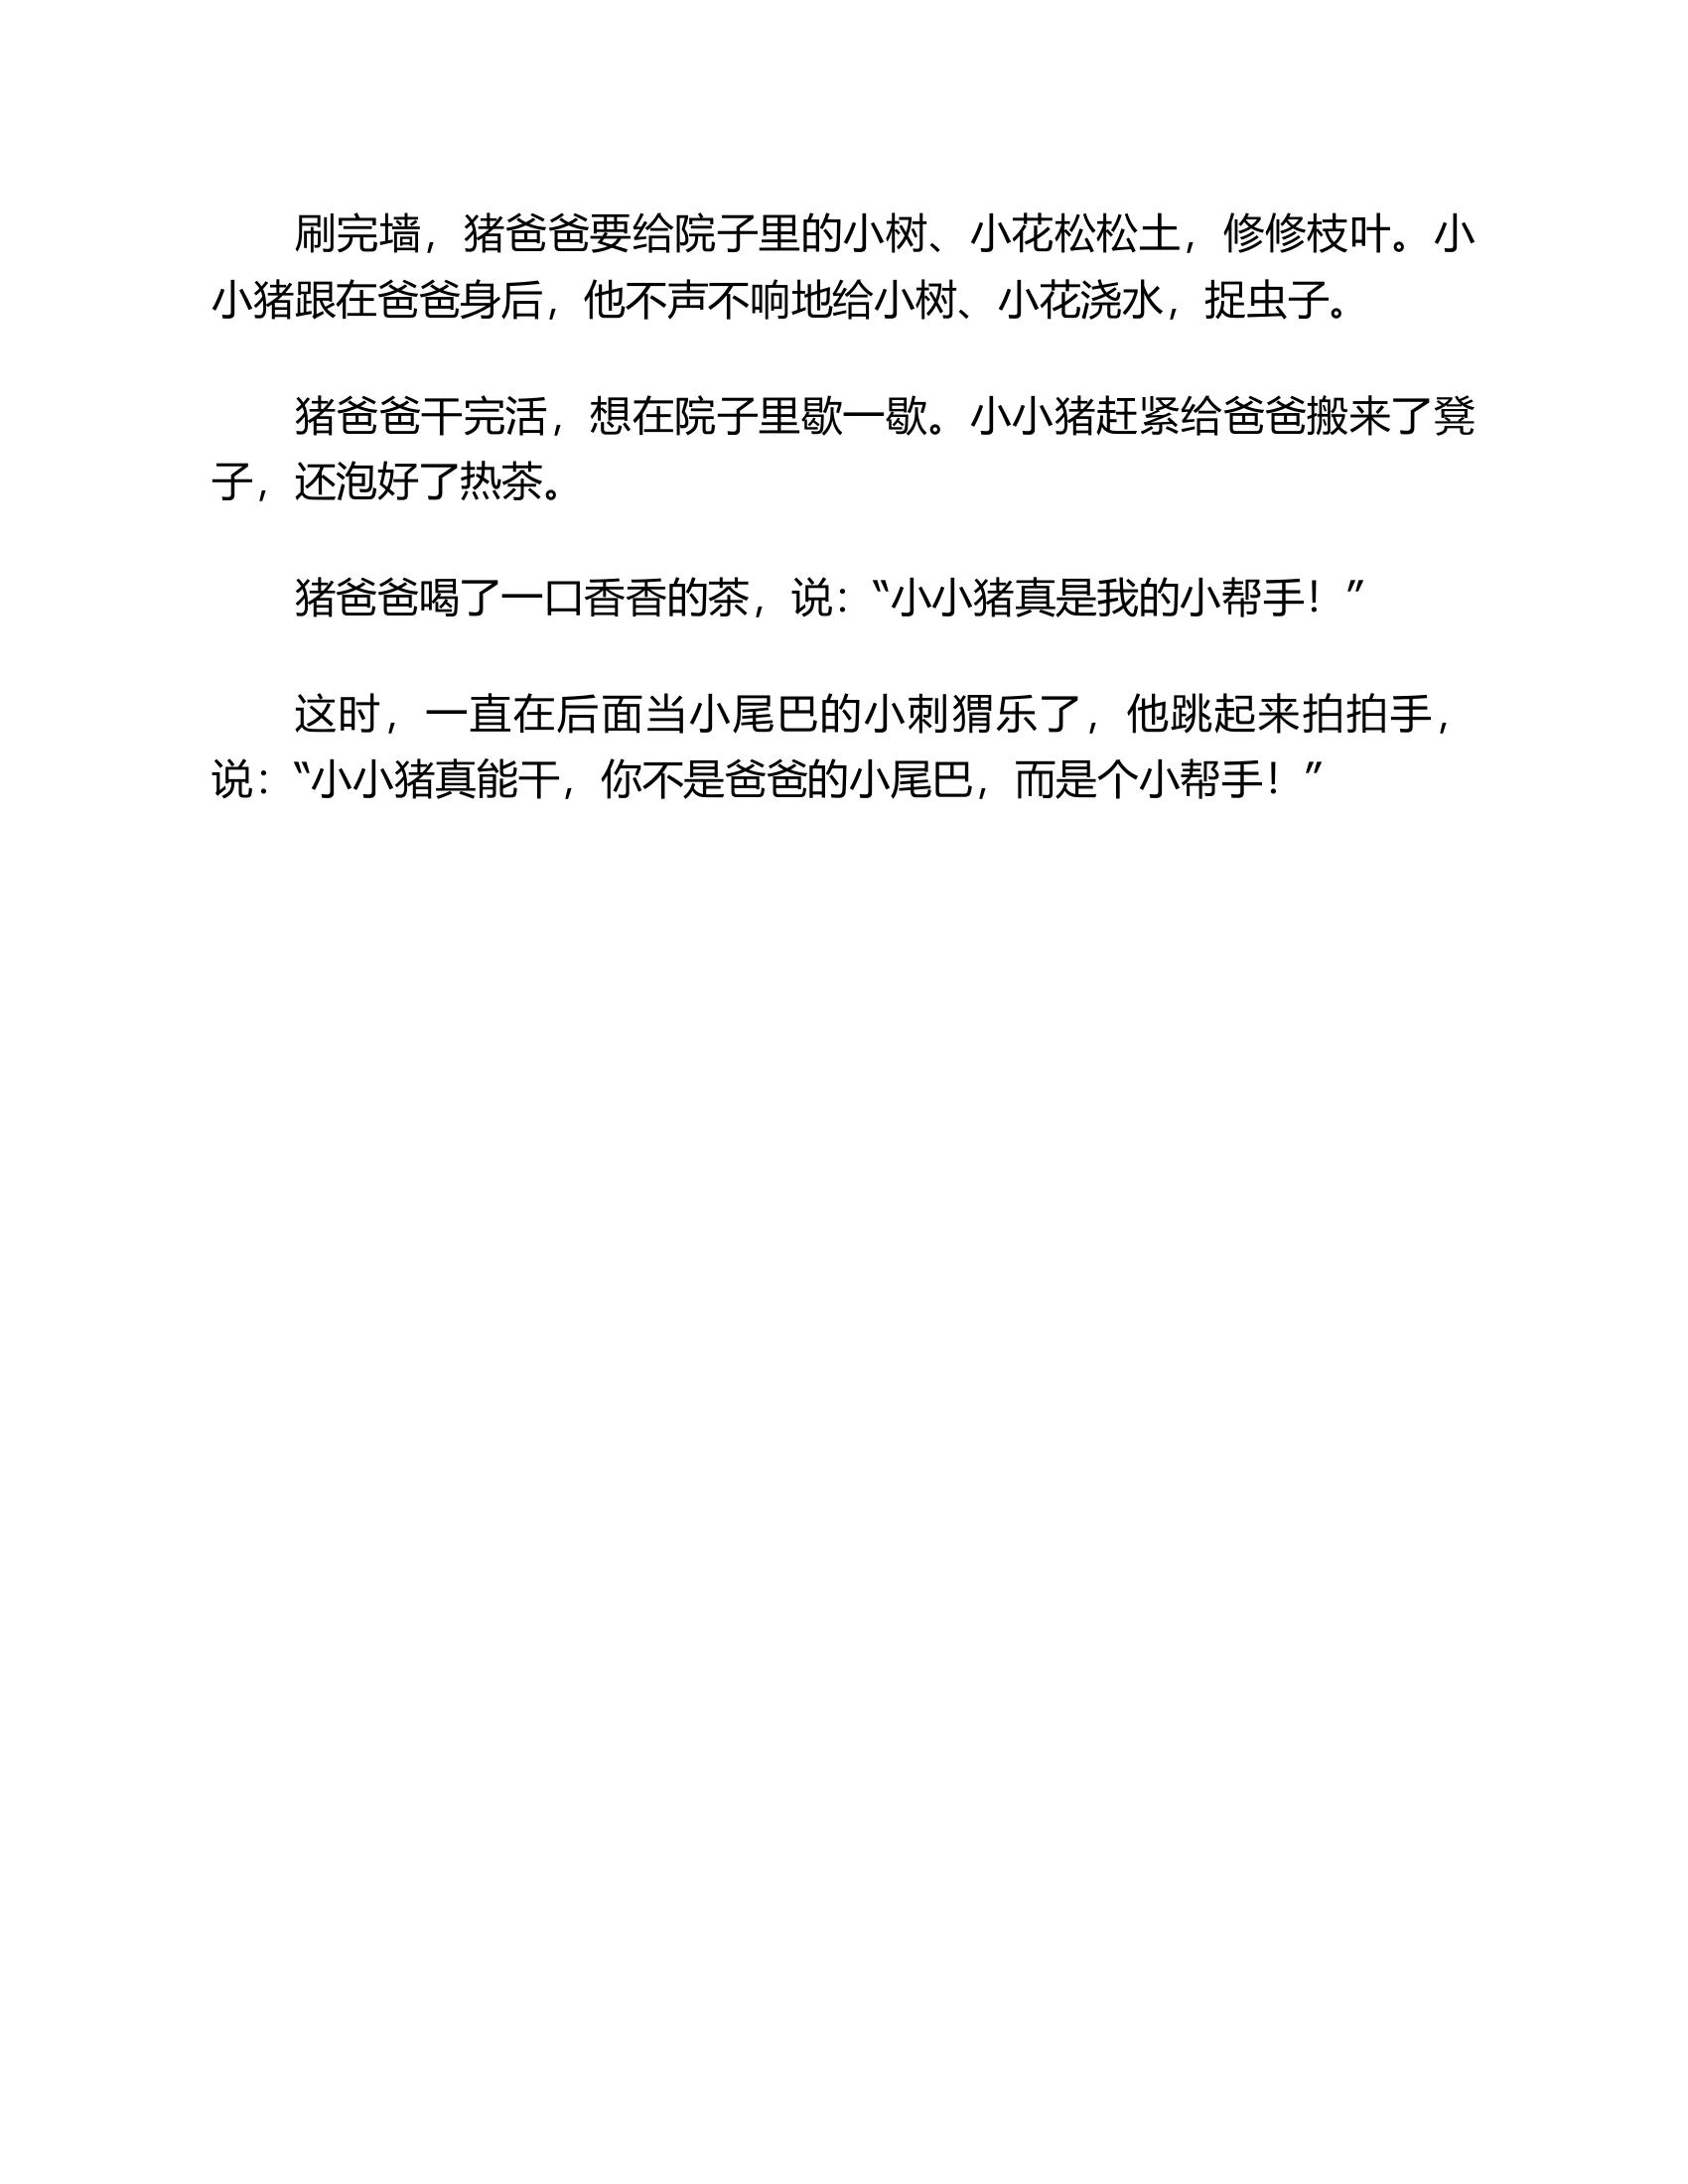 刷完墙，猪爸爸要给院子里的小树、小花松松土，修修枝叶。小
小猪跟在爸爸身后，他不声不响地给小树、小花浇水，捉虫子。
猪爸爸干完活，想在院子里歇一歇。小小猪赶紧给爸爸搬来了凳
子，还泡好了热茶。
猪爸爸喝了一口香香的茶，说：“小小猪真是我的小帮手！”
这时，一直在后面当小尾巴的小刺猬乐了，他跳起来拍拍手，
说：“小小猪真能干，你不是爸爸的小尾巴，而是个小帮手！”